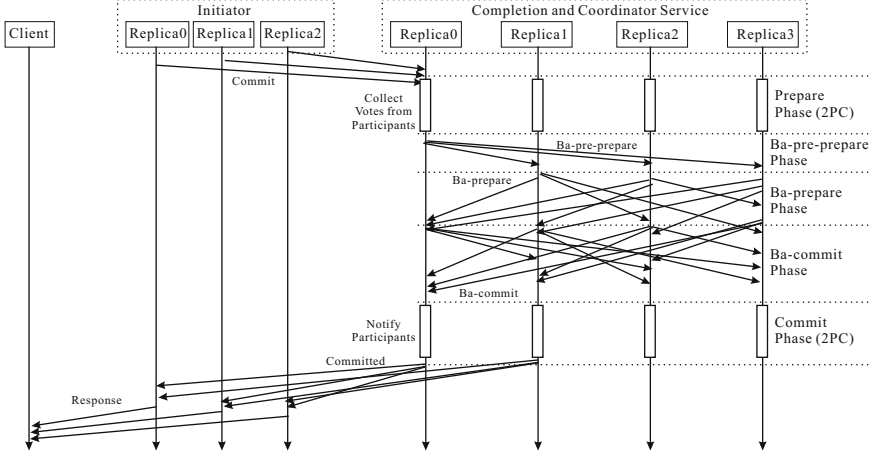 Initiator
Completion and Coordinator Service
Client
Replica0
Replica1
Replica2
Replica0
Replica1
Replica2
Replica3
Commit
Collect
Votes from
Participants
Prepare
Phase (2PC)
Ba-pre-prepare
Ba-pre-prepare
Phase
Ba-prepare
Ba-prepare
Phase
Ba-commit
Phase
Ba-commit
Notify
Participants
Commit
Phase (2PC)
Committed
Response